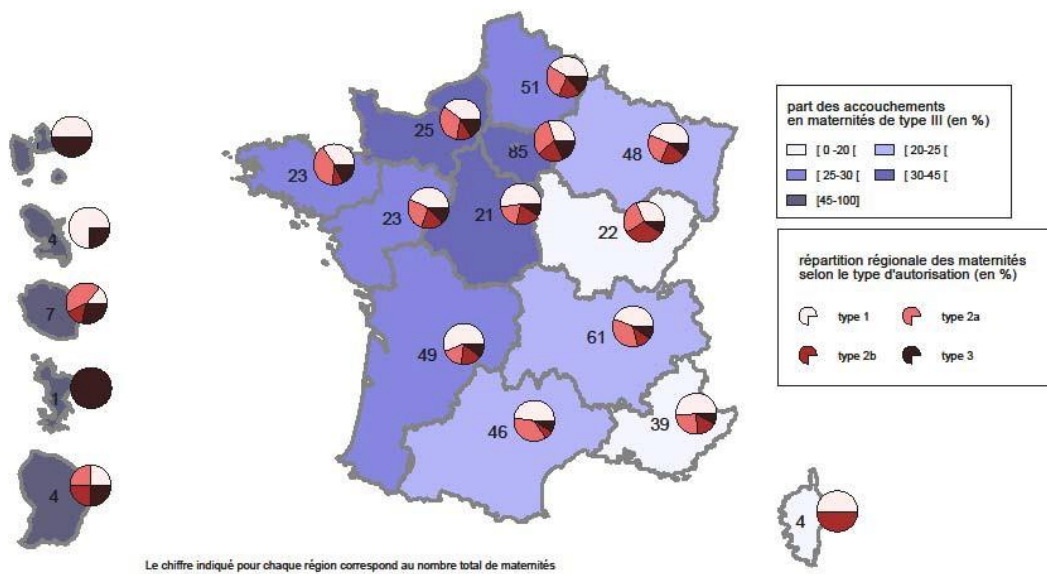 51
25
85
48
23
23
21
22
4
7
49
61
1
46
39
4
4
part des accouchements
en maternités de type III (en %)
[ 0 -20 [
[ 20-25 [
[ 25-30 [
[ 30-45 [
[45-100]
répartition régionale des maternités
selon le type d'autorisation (en %)
type 1
type 2a
type 2b
type 3
Le chiffre indiqué pour chaque région correspond au nombre total de maternités